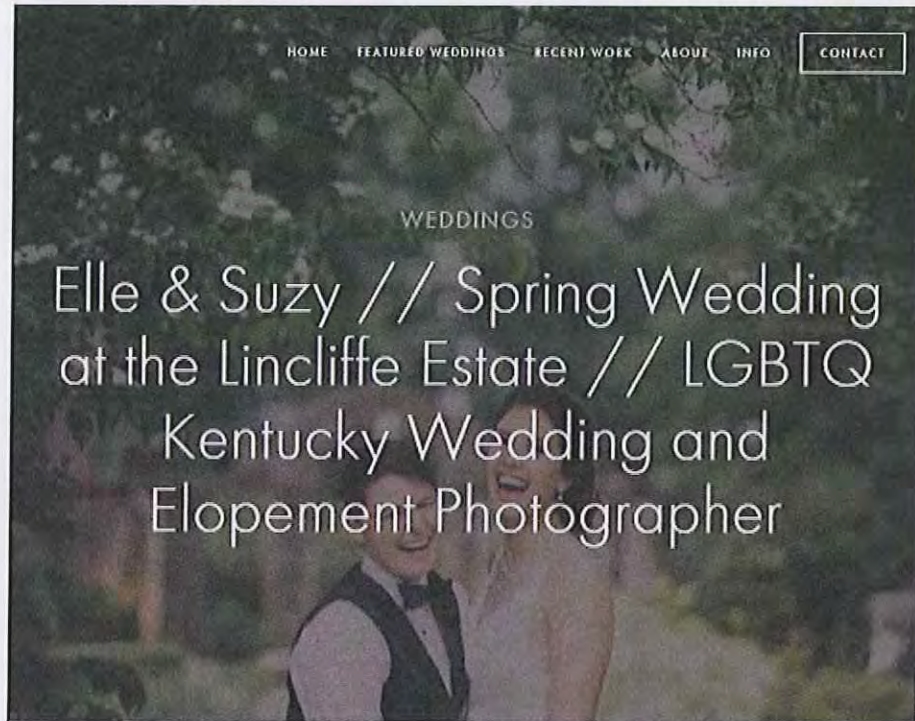 HOME FEATURED WEDDINGS RECENT WORK ABOUT INFO CONTACT
WEDDINGS
Elle & Suzy // Spring Wedding
at the Lincliffe Estate // LGBTQ
Kentucky Wedding and
Elopement Photographer